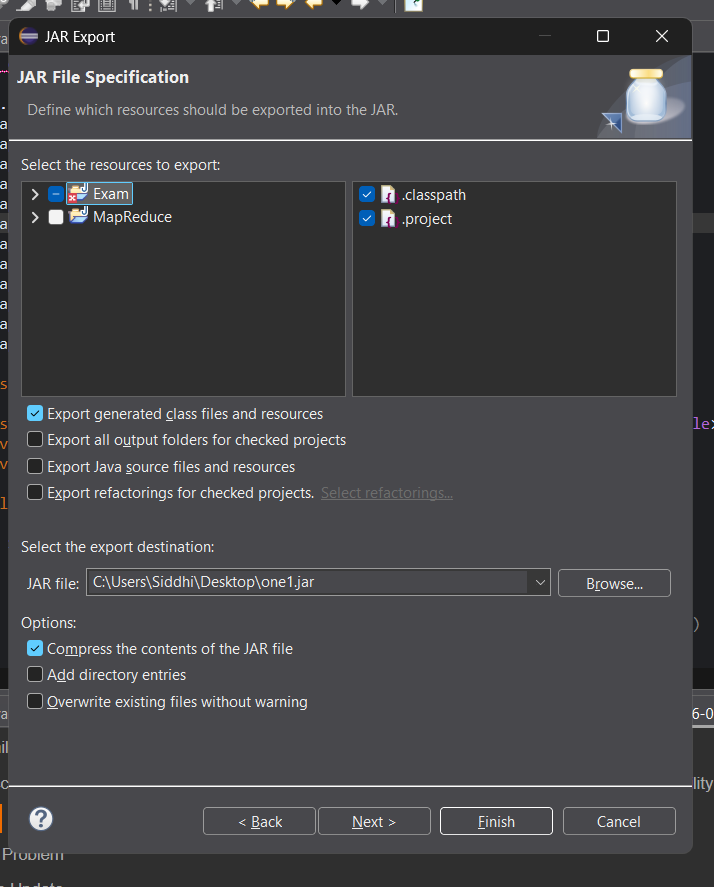 JAR Export
JAR File Specification
Define which resources should be exported into the JAR.
Select the resources to export:
Exam
MapReduce
.classpath
.project
Export generated class files and resources
Export all output folders for checked projects
Export Java source files and resources
Export refactorings for checked projects. Select refactorings...
Select the export destination:
JAR file: C:\Users\Siddhi\Desktop\one1.jar Browse...
Options:
Compress the contents of the JAR file
Add directory entries
Overwrite existing files without warning
< Back Next > Finish Cancel
Problem